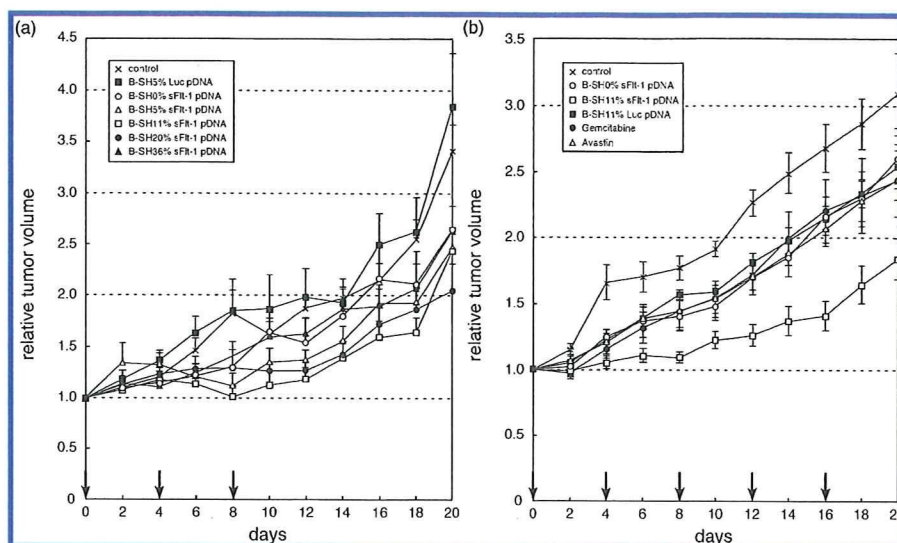 (a)
4.5
4.0
3.5
3.0
2.5
2.0
1.5
1.0
0.5
0
relative tumor volume
control
B-SH5% Luc pDNA
B-SH0% sFlt-1 pDNA
B-SH5% sFlt-1 pDNA
B-SH11% sFlt-1 pDNA
B-SH20% sFlt-1 pDNA
B-SH36% sFlt-1 pDNA
0 2 4 6 8 10 12 14 16 18 20
days
(b)
3.5
3.0
2.5
2.0
1.5
1.0
0.5
0
relative tumor volume
control
B-SH0% sFlt-1 pDNA
B-SH11% sFlt-1 pDNA
B-SH11% Luc pDNA
Gemcitabine
Avastin
0 2 4 6 8 10 12 14 16 18 20
days